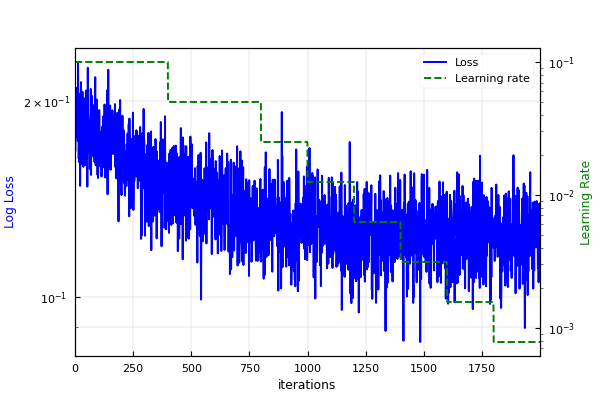 Loss
Learning rate
2 × 10⁻¹
10⁻¹
Log Loss
10⁻¹
10⁻²
10⁻³
Learning Rate
0 250 500 750 1000 1250 1500 1750
iterations